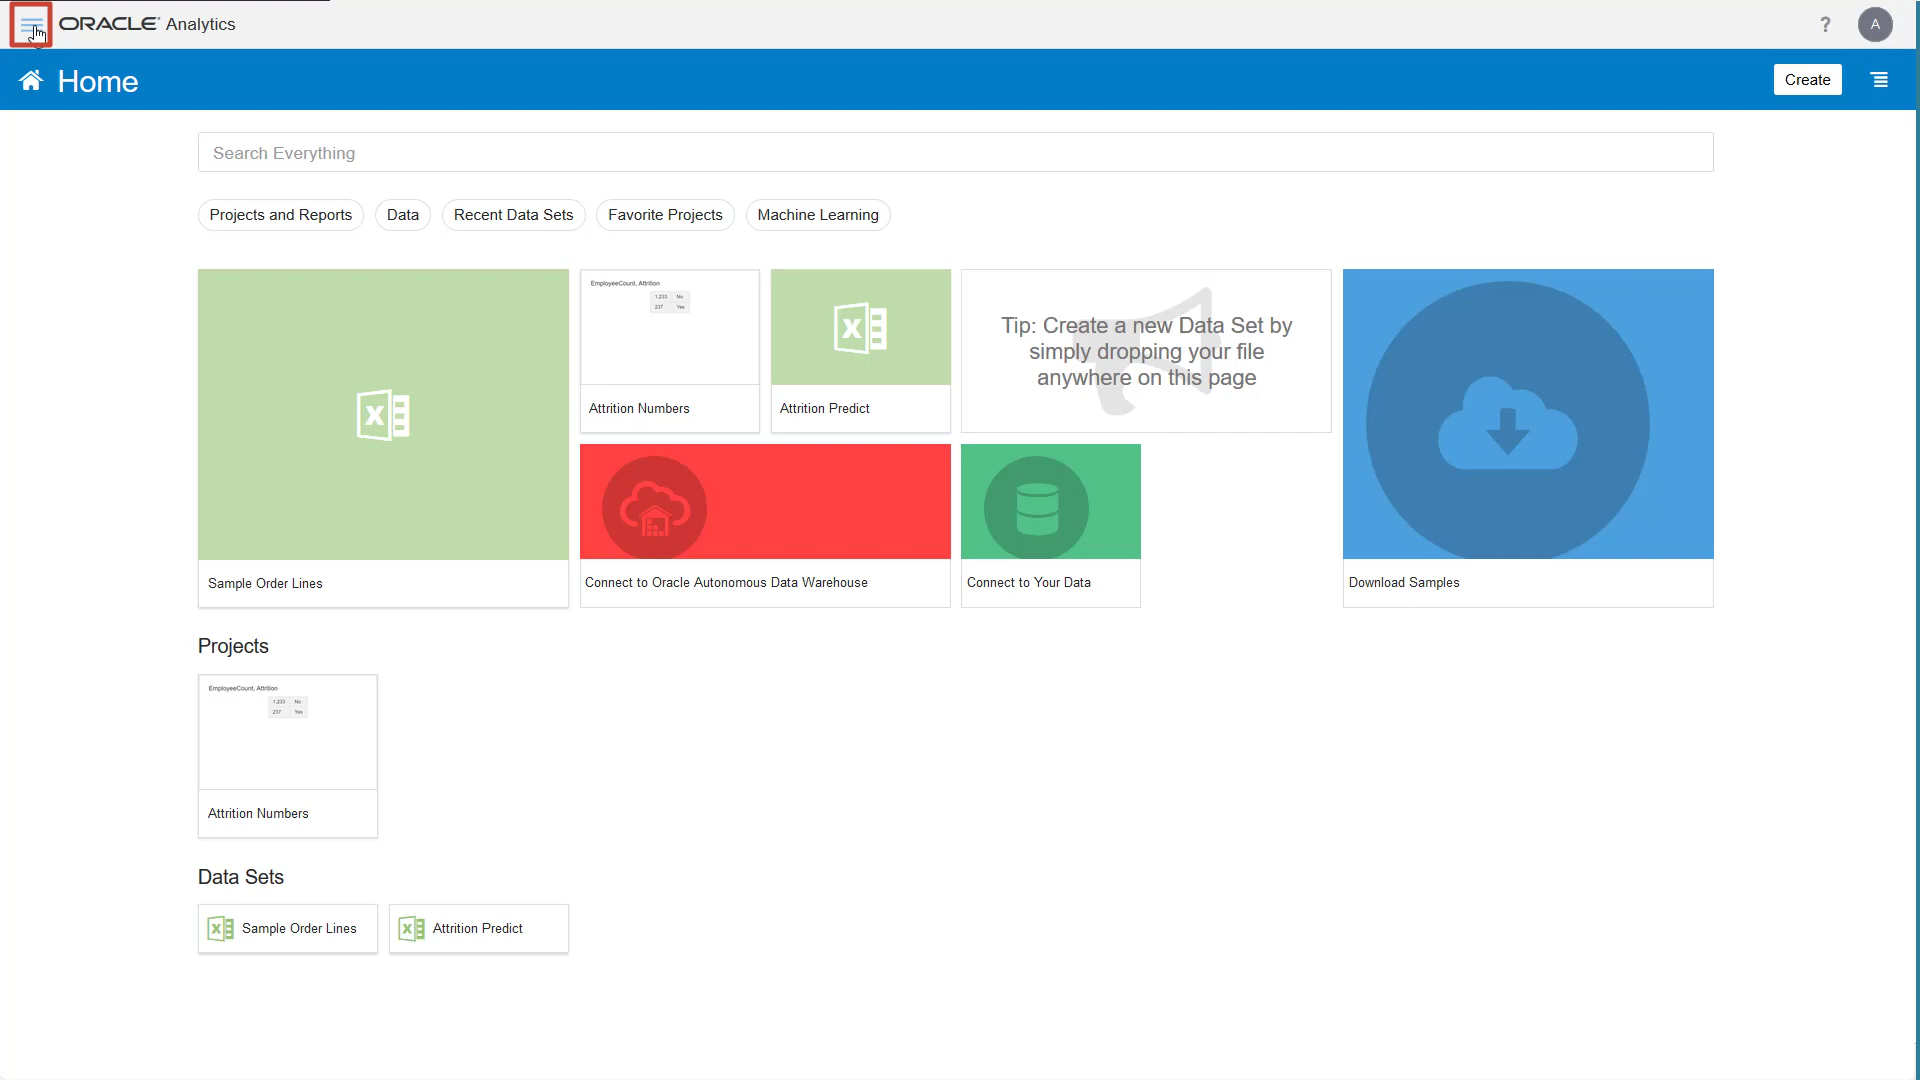 ORACLE Analytics
?
A
Home
Create
Search Everything
Projects and Reports
Data
Recent Data Sets
Favorite Projects
Machine Learning
EmployeeCount, Attrition
1,233 No
237 Yes
Attrition Numbers
X
Attrition Predict
Tip: Create a new Data Set by
simply dropping your file
anywhere on this page
X
Sample Order Lines
Connect to Oracle Autonomous Data Warehouse
Connect to Your Data
Download Samples
Projects
EmployeeCount, Attrition
1,233 No
237 Yes
Attrition Numbers
Data Sets
X Sample Order Lines
X Attrition Predict